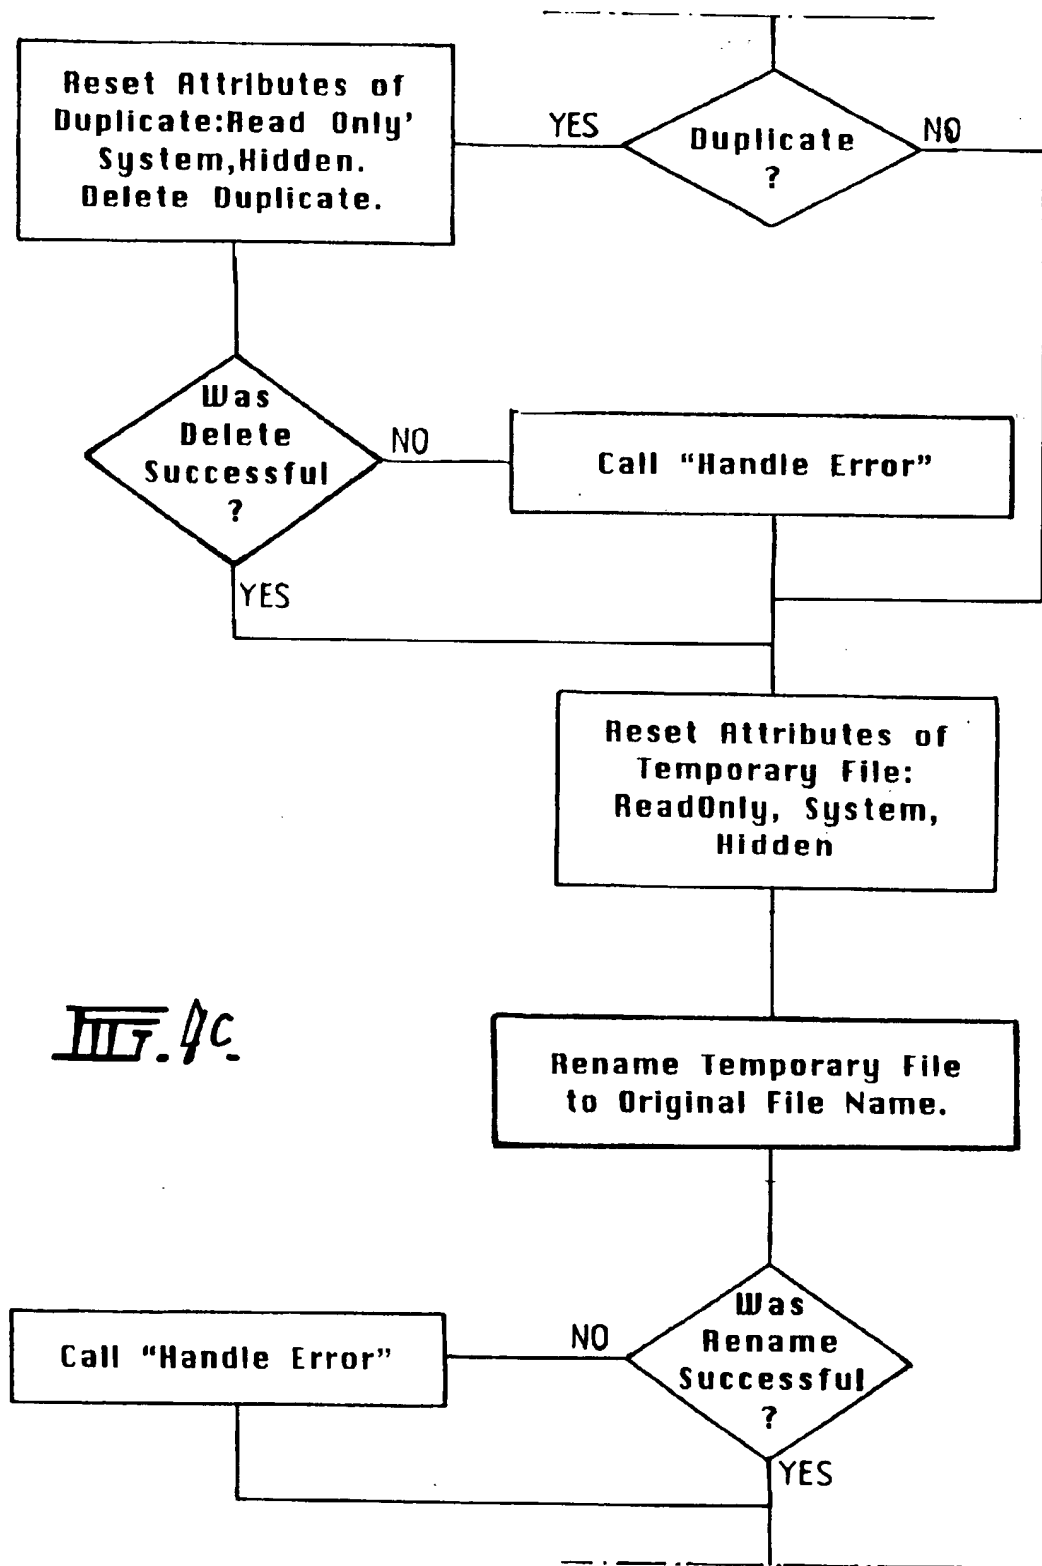 Reset Attributes of
Duplicate:Read Only'
System,Hidden.
Delete Duplicate.
YES
Duplicate
?
NO
Was
Delete
Successful
?
NO
Call “Handle Error”
YES
Reset Attributes of
Temporary File:
ReadOnly, System,
Hidden
FIG. 9C.
Rename Temporary File
to Original File Name.
Was
Rename
Successful
?
NO
Call “Handle Error”
YES